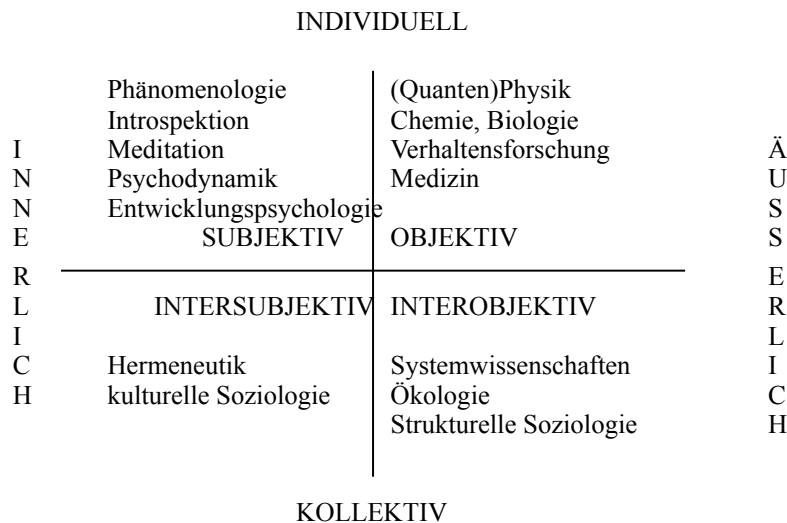 INDIVIDUELL
Phänomenologie (Quanten)Physik
Introspektion Chemie, Biologie
I Meditation Verhaltensforschung Ä
N Psychodynamik Medizin U
N Entwicklungspsychologie S
E SUBJEKTIV OBJEKTIV S
R E
L INTERSUBJEKTIV INTEROBJEKTIV R
I L
C Hermeneutik Systemwissenschaften I
H kulturelle Soziologie Ökologie C
Strukturelle Soziologie H
KOLLEKTIV